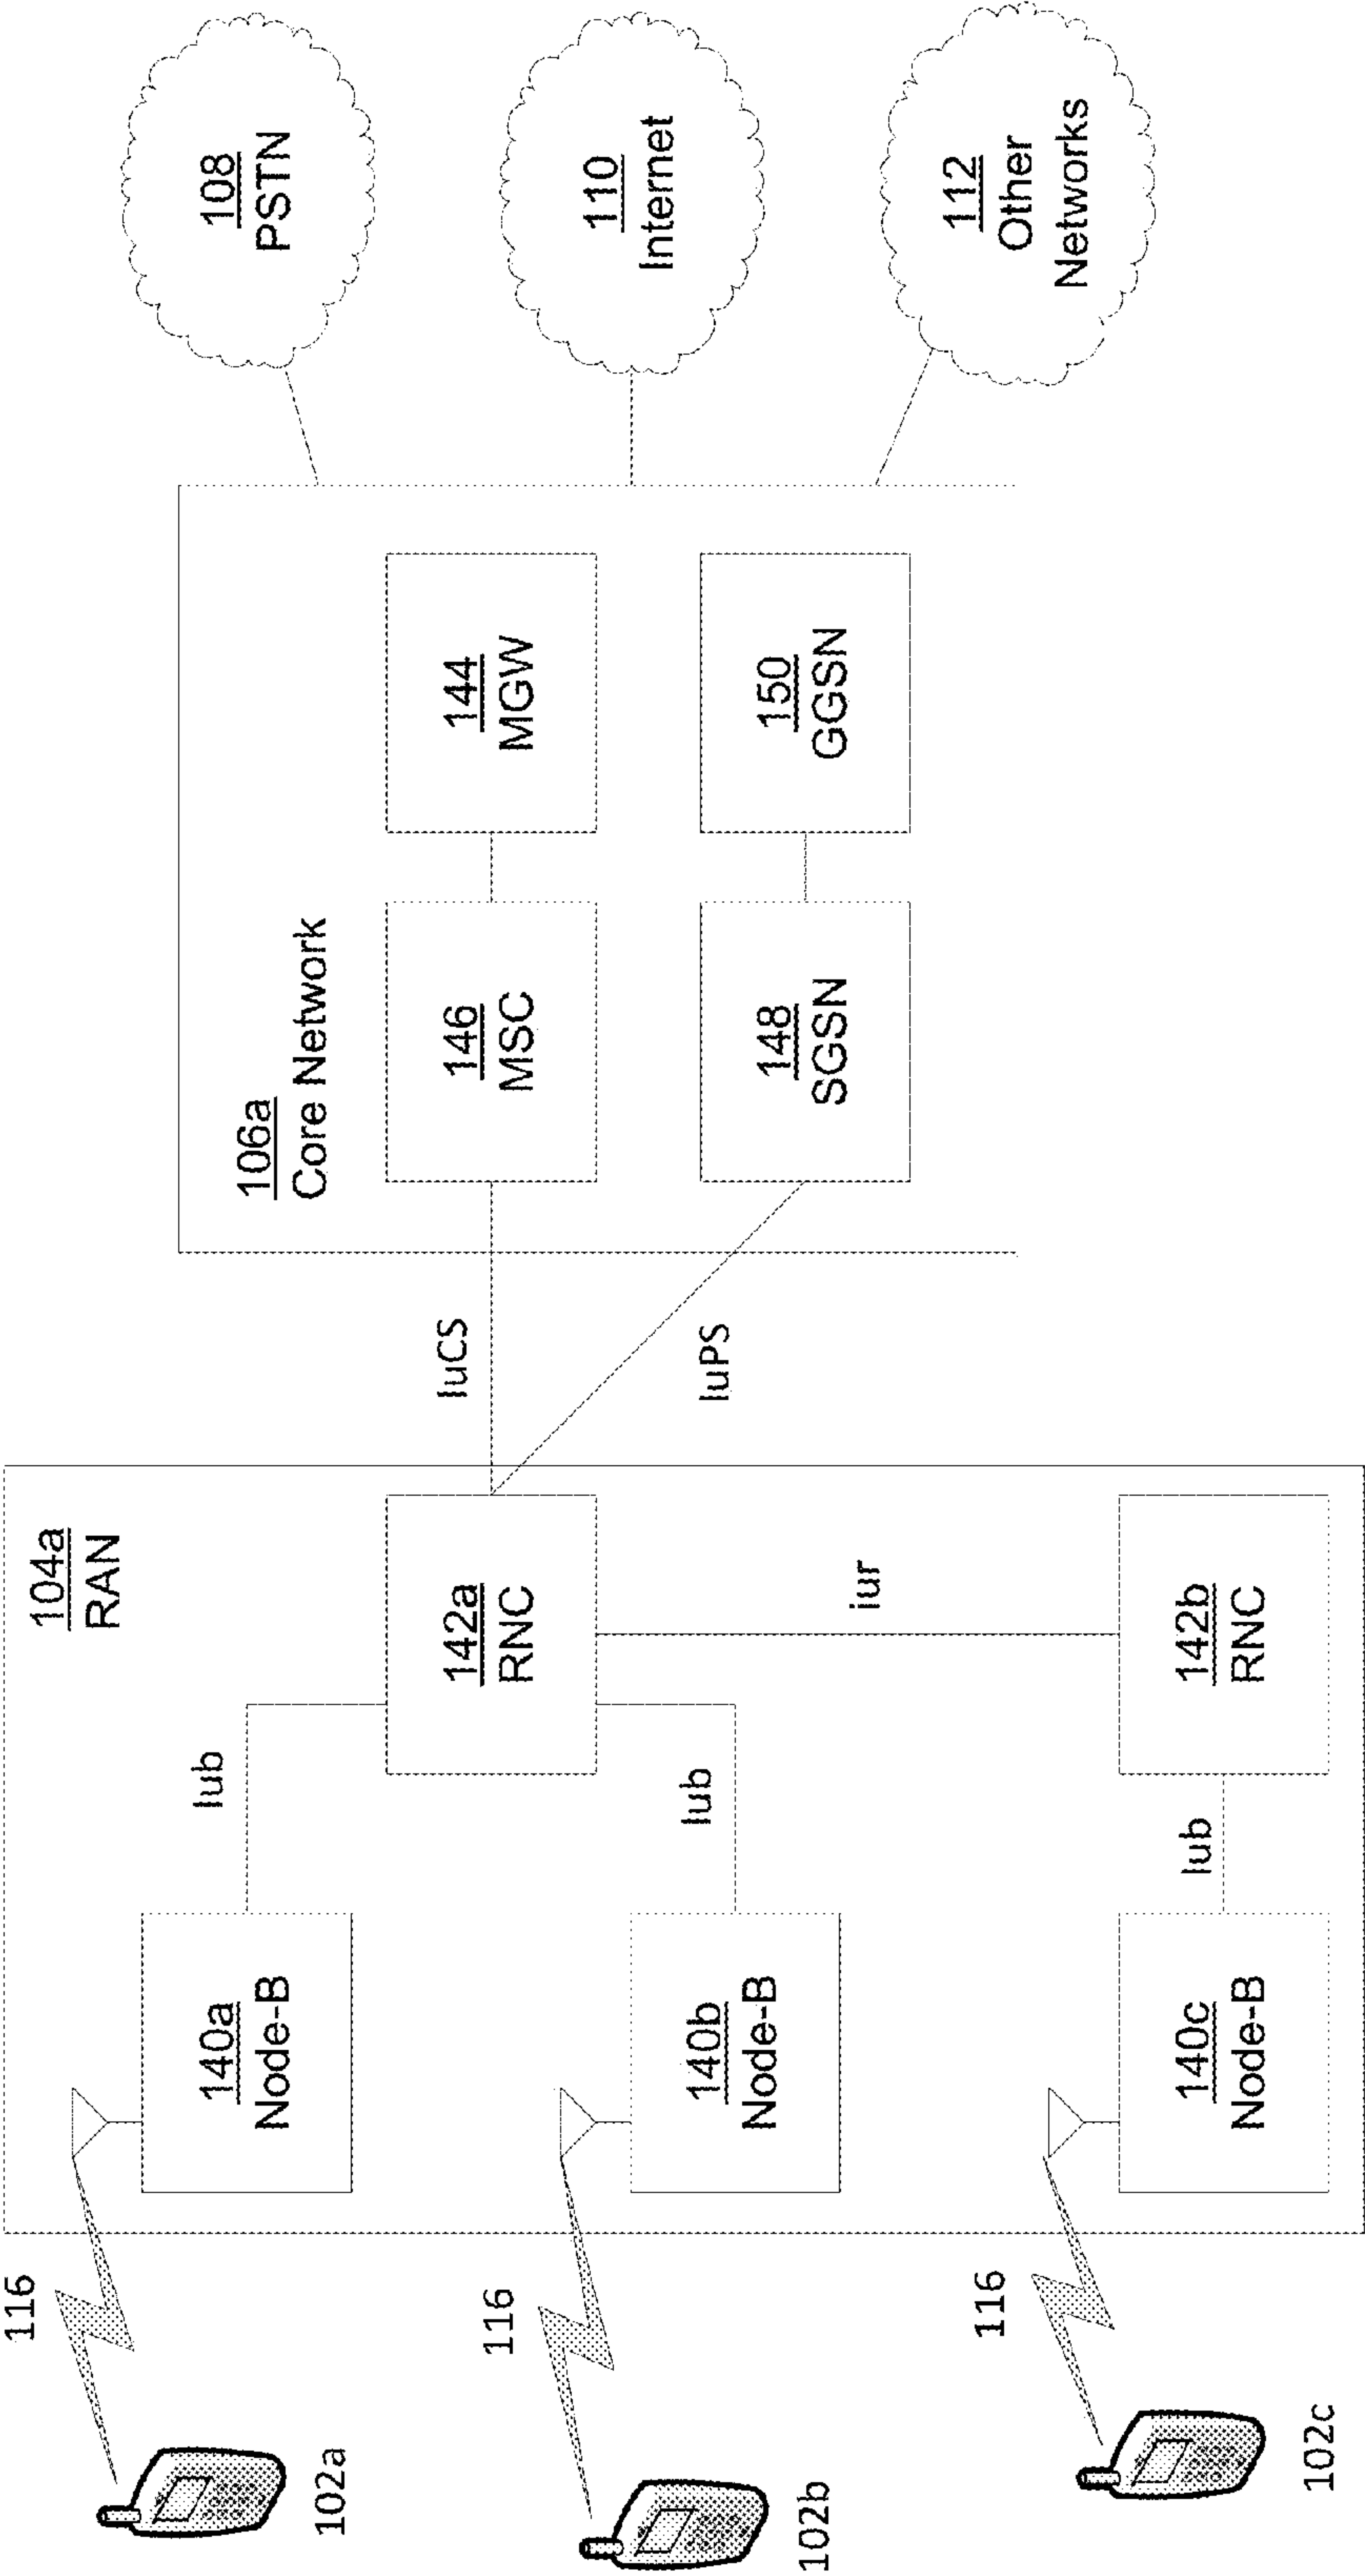 104a
RAN
106a
Core Network
108
PSTN
116
102a
140a
Node-B
Iub
142a
RNC
IuCS
146
MSC
144
MGW
110
Internet
116
102b
140b
Node-B
Iub
IuPS
148
SGSN
150
GGSN
iur
112
Other
Networks
116
102c
140c
Node-B
Iub
142b
RNC